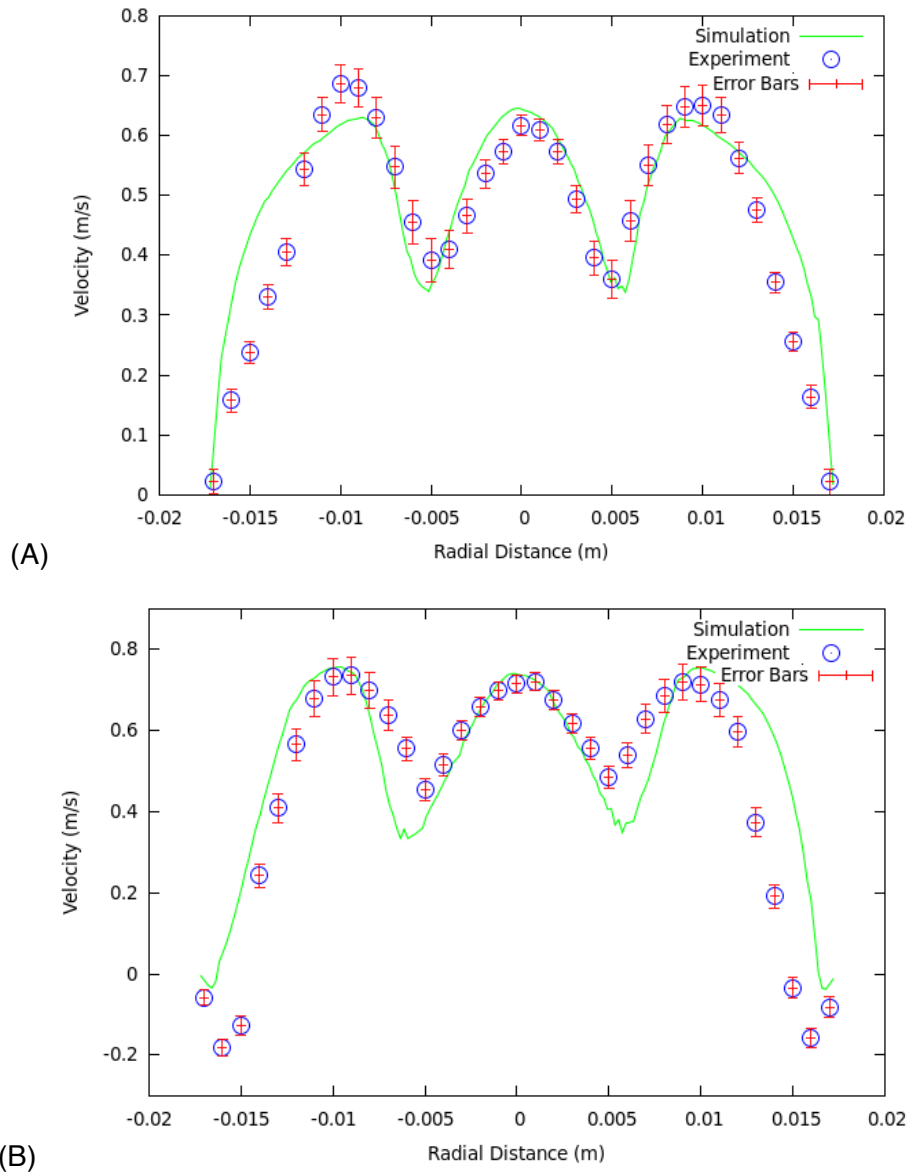 0.8
0.7
0.6
0.5
0.4
0.3
0.2
0.1
0
Velocity (m/s)
Simulation
Experiment
Error Bars
-0.02 -0.015 -0.01 -0.005 0 0.005 0.01 0.015 0.02
Radial Distance (m)
(A)
0.8
0.6
0.4
0.2
0
-0.2
Velocity (m/s)
Simulation
Experiment
Error Bars
-0.02 -0.015 -0.01 -0.005 0 0.005 0.01 0.015 0.02
Radial Distance (m)
(B)